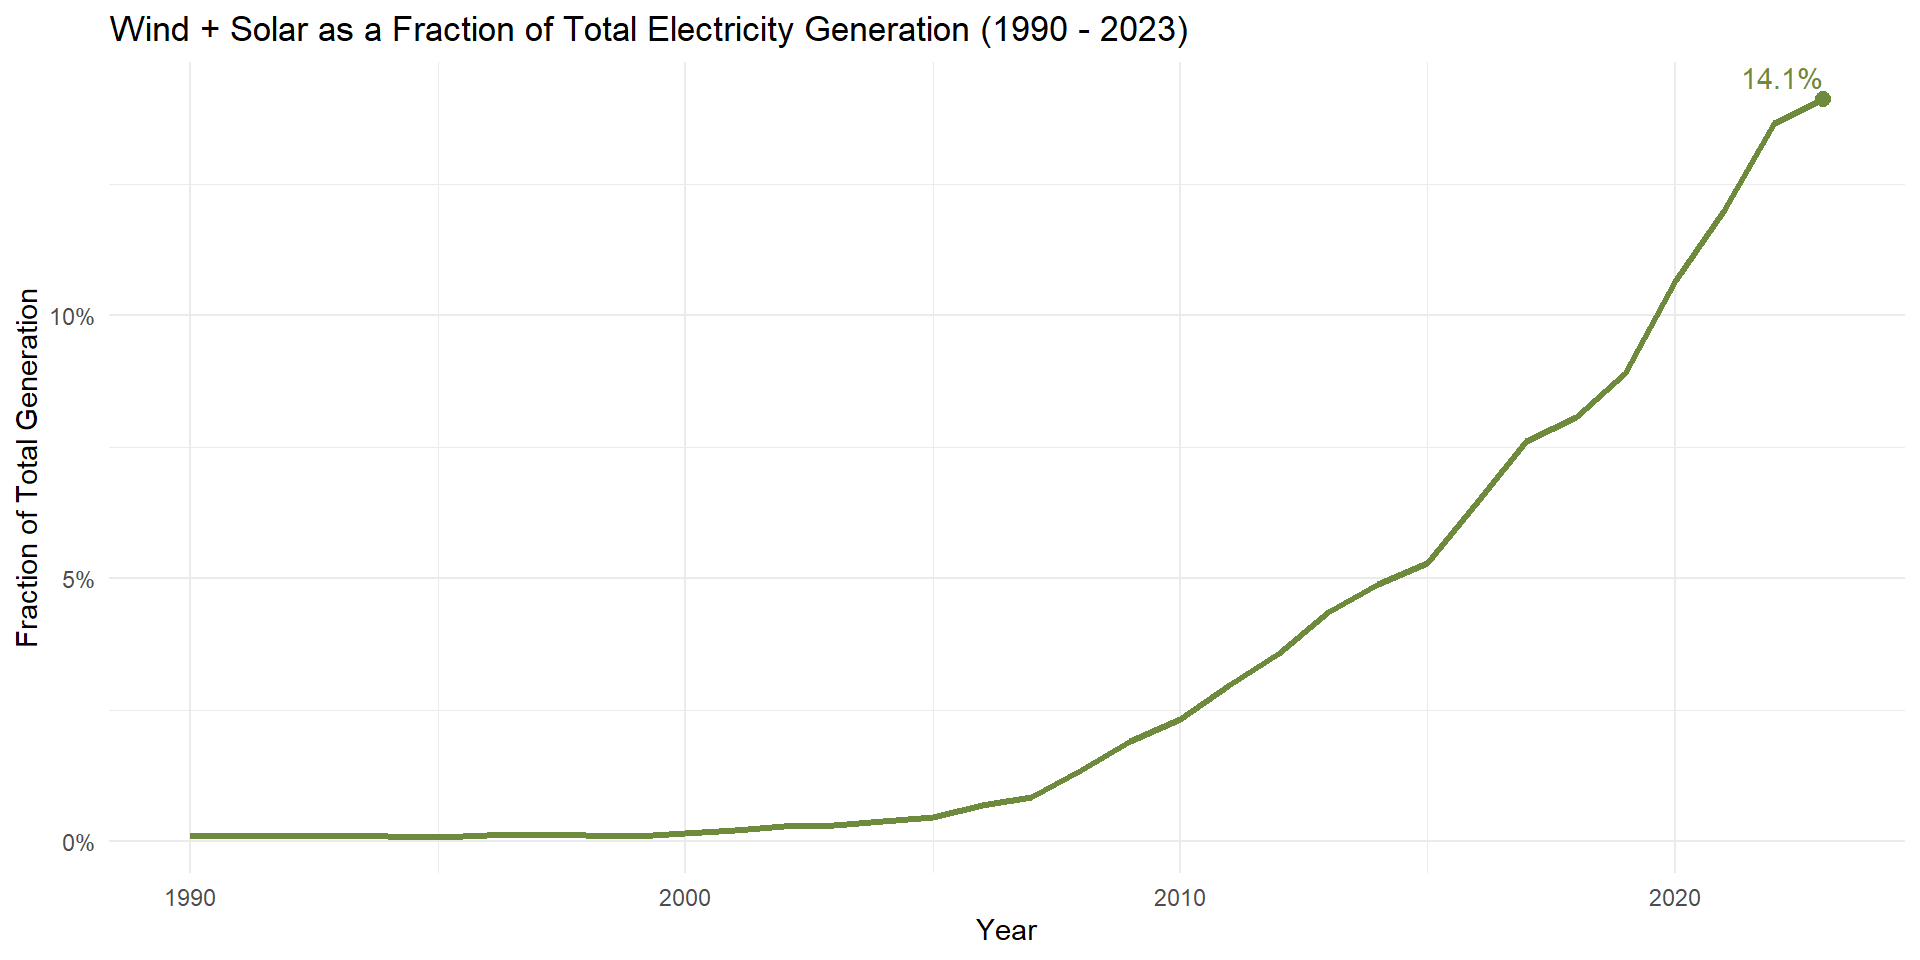 Wind + Solar as a Fraction of Total Electricity Generation (1990 - 2023)
14.1%
Fraction of Total Generation
10%
5%
0%
1990
2000
2010
2020
Year